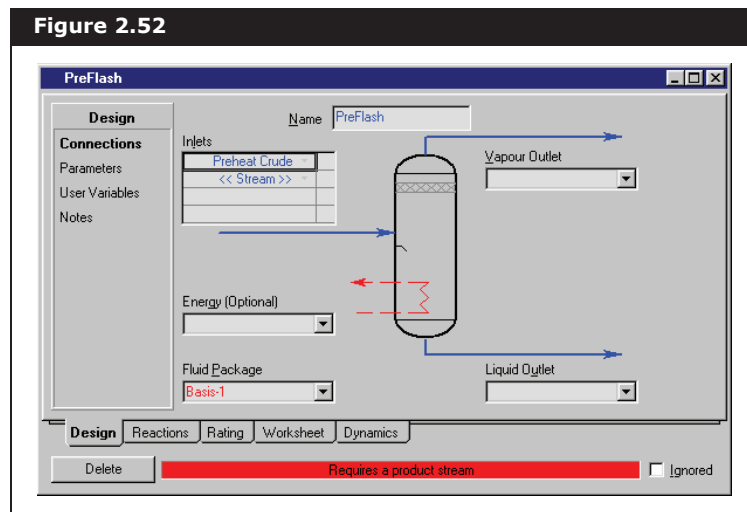 Figure 2.52
PreFlash
Design
Connections
Parameters
User Variables
Notes
Name PreFlash
Inlets
Preheat Crude
<< Stream >>
Vapour Outlet
Energy (Optional)
Fluid Package
Basis-1
Liquid Outlet
Design Reactions Rating Worksheet Dynamics
Delete Requires a product stream Ignored